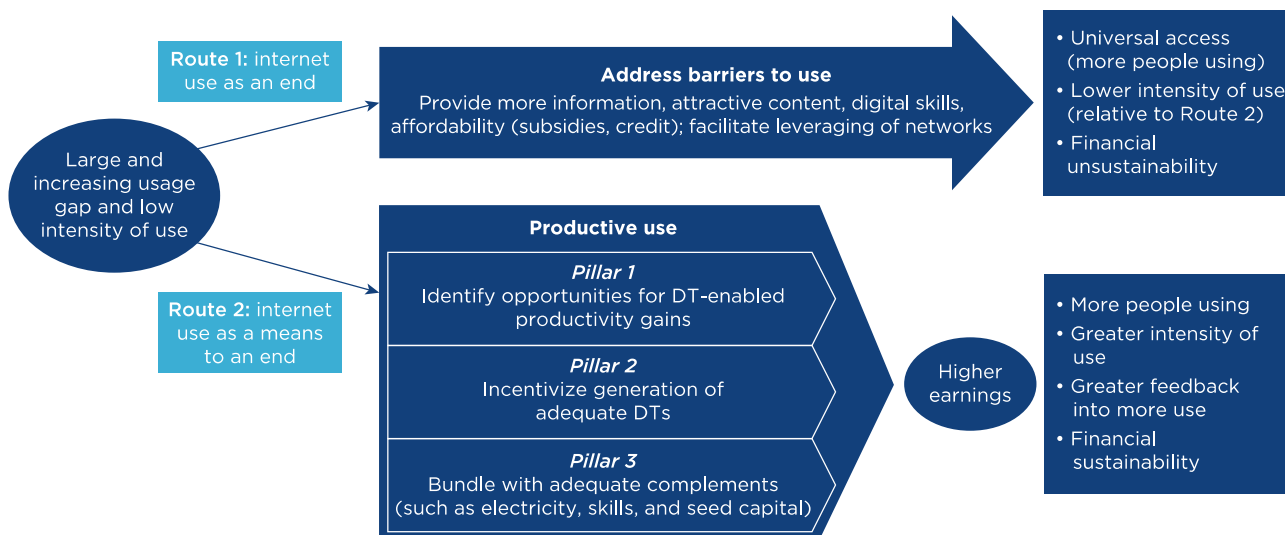 Large and
increasing usage
gap and low
intensity of use
Route 1: internet
use as an end
Address barriers to use
Provide more information, attractive content, digital skills,
affordability (subsidies, credit); facilitate leveraging of networks
• Universal access
(more people using)
• Lower intensity of use
(relative to Route 2)
• Financial
unsustainability
Route 2: internet
use as a means
to an end
Productive use
Pillar 1
Identify opportunities for DT-enabled
productivity gains
Pillar 2
Incentivize generation of
adequate DTs
Pillar 3
Bundle with adequate complements
(such as electricity, skills, and seed capital)
Higher
earnings
• More people using
• Greater intensity of
use
• Greater feedback
into more use
• Financial
sustainability